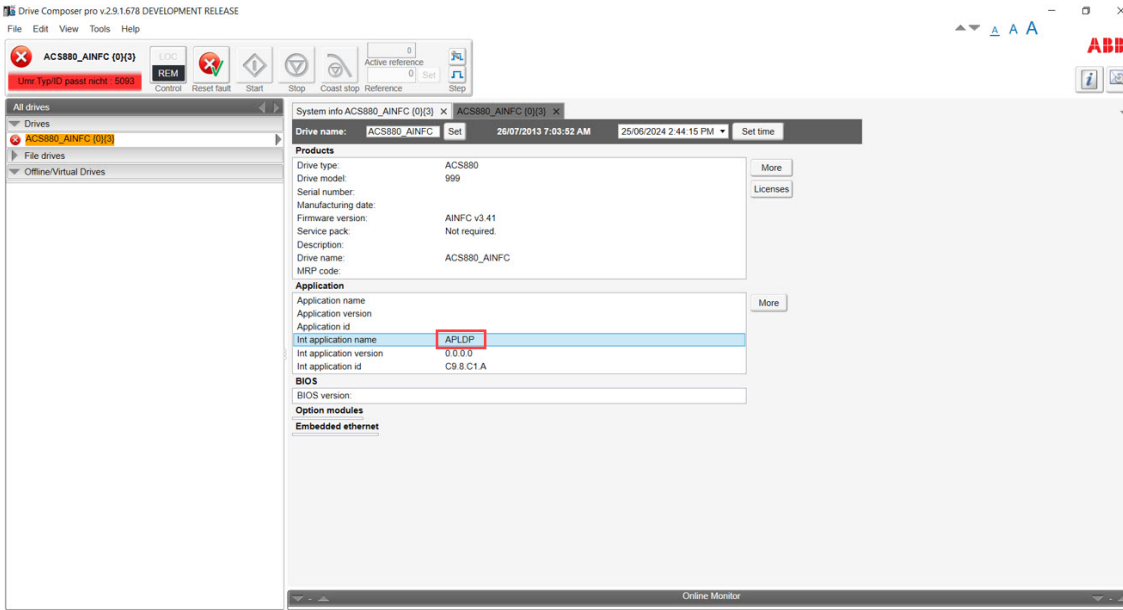 Drive Composer pro v.2.9.1.678 DEVELOPMENT RELEASE
File Edit View Tools Help
A A A
ABB
ACS880_AINFC {0}{3}
Umr Typ/ID passt nicht : 5093
LOC
REM
Control
Reset fault
Start
Stop
Coast stop
0
Active reference
0 Set
Reference
Step
i
All drives
Drives
ACS880_AINFC {0}{3}
File drives
Offline/Virtual Drives
System info ACS880_AINFC {0}{3} X ACS880_AINFC {0}{3} X
Drive name: ACS880_AINFC Set 26/07/2013 7:03:52 AM 25/06/2024 2:44:15 PM Set time
Products
Drive type: ACS880
Drive model: 999
Serial number:
Manufacturing date:
Firmware version: AINFC v3.41
Service pack: Not required.
Description:
Drive name: ACS880_AINFC
MRP code:
More
Licenses
Application
Application name
Application version
Application id
Int application name APLDP
Int application version 0.0.0.0
Int application id C9.8.C1.A
More
BIOS
BIOS version:
Option modules
Embedded ethernet
Online Monitor